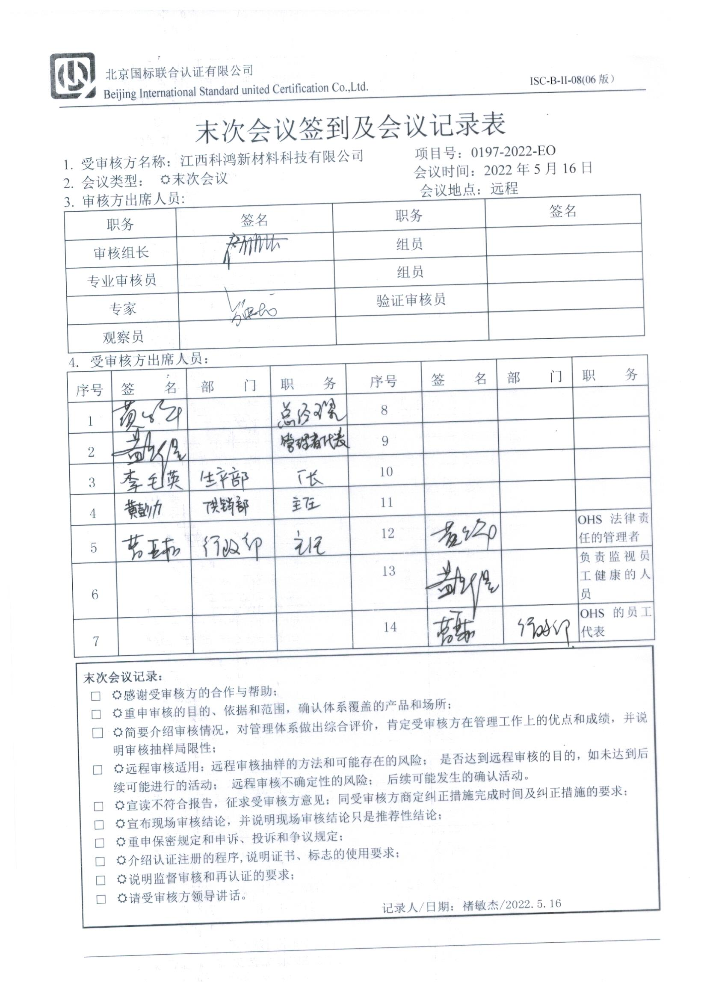 北京国标联合认证有限公司
Beijing International Standard united Certification Co.,Ltd.
ISC-B-II-08(06 版)
末次会议签到及会议记录表
1. 受审核方名称：江西科鸿新材料科技有限公司 项目号：0197-2022-EO
2. 会议类型： ☼末次会议 会议时间：2022 年 5 月 16 日
3. 审核方出席人员: 会议地点：远程
职务 签名 职务 签名
审核组长 组员
专业审核员 组员
专家 验证审核员
观察员
4. 受审核方出席人员：
序号 签 名 部 门 职 务 序号 签 名 部 门 职 务
1 总经理 8
2 管理者代表 9
3 李毛英 生产部 厂长 10
4 黄彭力 供销部 主任 11
5 行政部 主任 12 OHS 法律责
任的管理者
6 13 负责监视员
工健康的人
员
7 14 行政部 OHS 的员工
代表
末次会议记录：
□ ☼感谢受审核方的合作与帮助；
□ ☼重申审核的目的、依据和范围，确认体系覆盖的产品和场所；
□ ☼简要介绍审核情况，对管理体系做出综合评价，肯定受审核方在管理工作上的优点和成绩，并说
明审核抽样局限性；
□ ☼远程审核适用：远程审核抽样的方法和可能存在的风险； 是否达到远程审核的目的，如未达到后
续可能进行的活动； 远程审核不确定性的风险； 后续可能发生的确认活动。
□ ☼宣读不符合报告，征求受审核方意见；同受审核方商定纠正措施完成时间及纠正措施的要求；
□ ☼宣布现场审核结论，并说明现场审核结论只是推荐性结论；
□ ☼重申保密规定和申诉、投诉和争议规定；
□ ☼介绍认证注册的程序,说明证书、标志的使用要求；
□ ☼说明监督审核和再认证的要求；
□ ☼请受审核方领导讲话。
记录人/日期：褚敏杰/2022.5.16